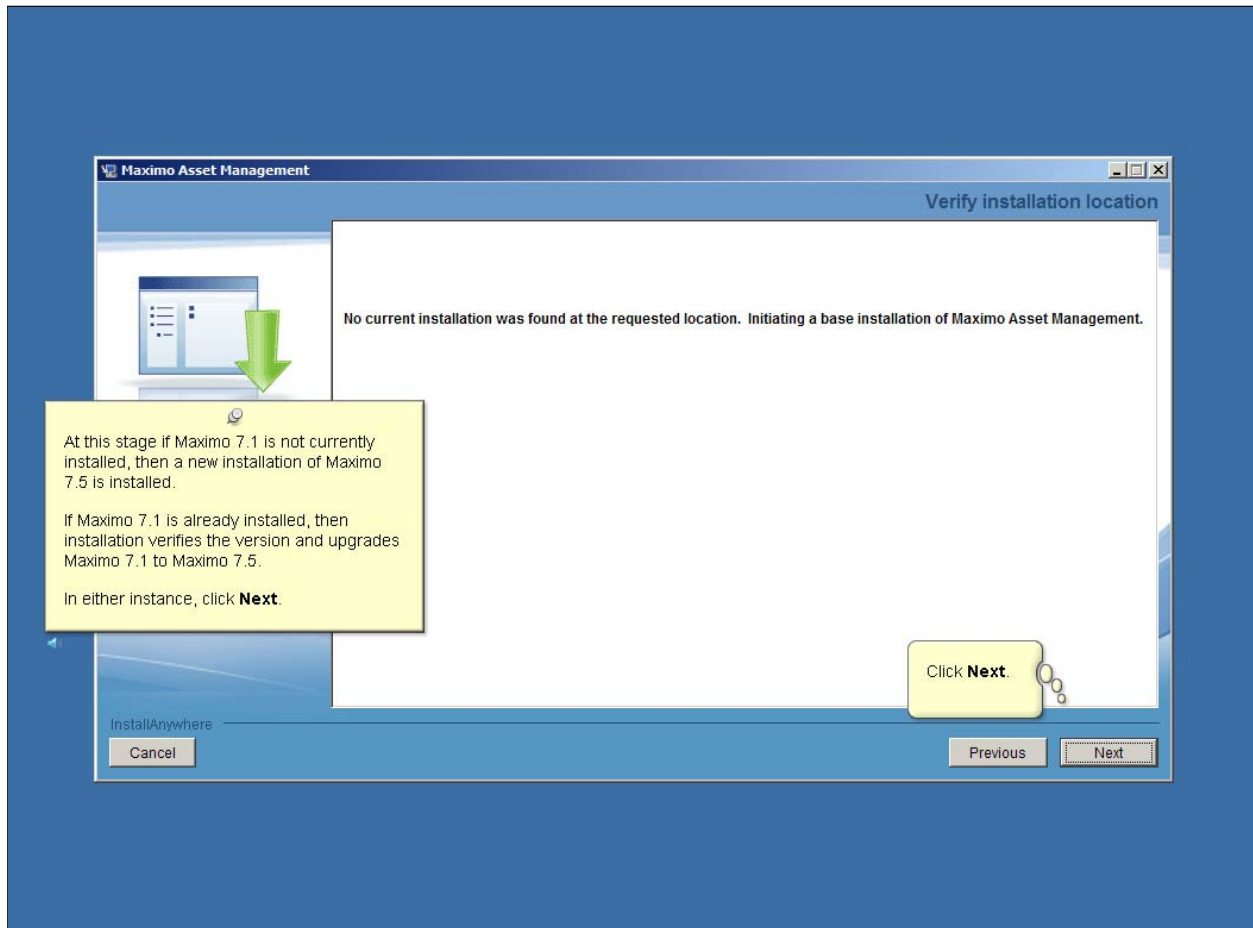 Maximo Asset Management
Verify installation location
No current installation was found at the requested location.  Initiating a base installation of Maximo Asset Management.
At this stage if Maximo 7.1 is not currently
installed, then a new installation of Maximo
7.5 is installed.
If Maximo 7.1 is already installed, then
installation verifies the version and upgrades
Maximo 7.1 to Maximo 7.5.
In either instance, click Next.
Click Next.
InstallAnywhere
Cancel
Previous
Next